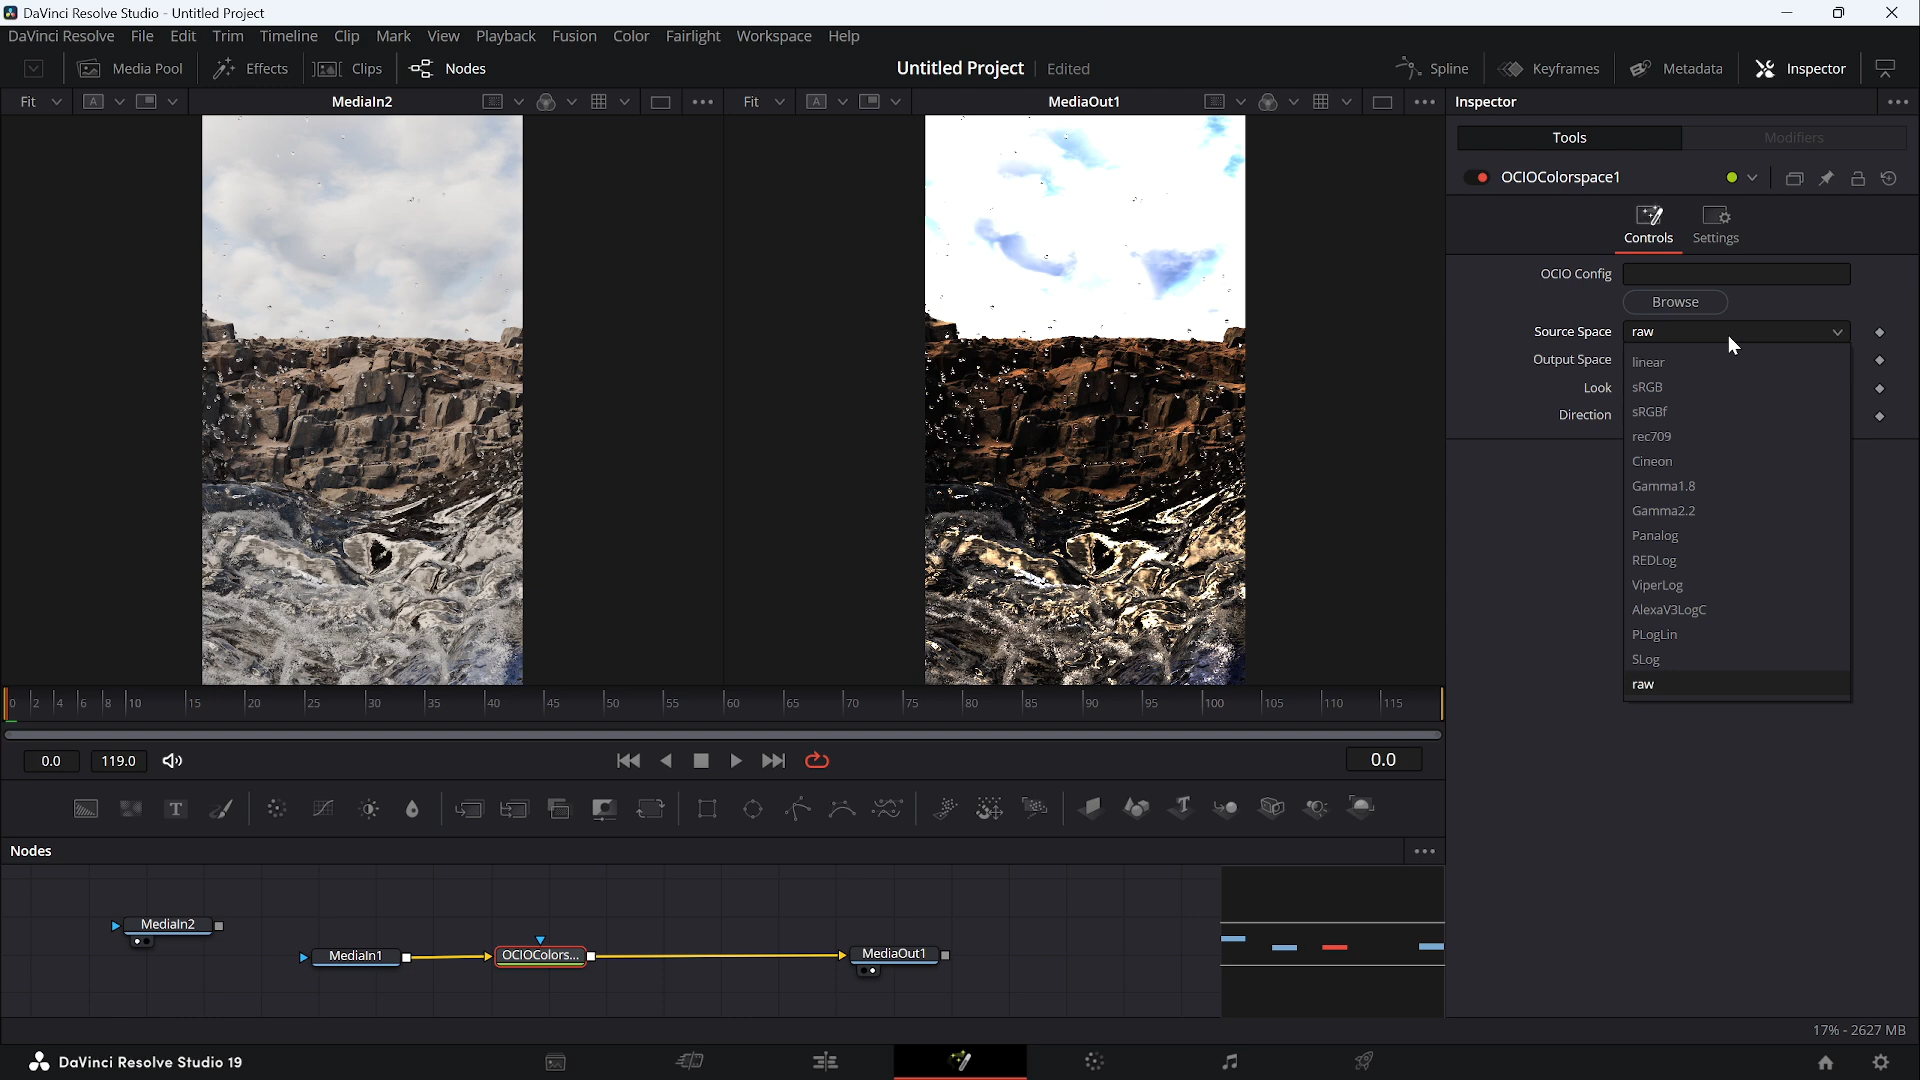 DaVinci Resolve Studio - Untitled Project
DaVinci Resolve File Edit Trim Timeline Clip Mark View Playback Fusion Color Fairlight Workspace Help
Media Pool Effects Clips Nodes Untitled Project Edited Spline Keyframes Metadata Inspector
Fit A MediaIn2 Fit A MediaOut1 Inspector
Tools Modifiers
OCIOColorspace1
Controls Settings
OCIO Config
Browse
Source Space raw
Output Space
Look
Direction
linear
sRGB
sRGBf
rec709
Cineon
Gamma1.8
Gamma2.2
Panalog
REDLog
ViperLog
AlexaV3LogC
PLogLin
SLog
raw
0 2 4 6 8 10 15 20 25 30 35 40 45 50 55 60 65 70 75 80 85 90 95 100 105 110 115
0.0 119.0 0.0
T T
Nodes
MediaIn2
MediaIn1 OCIOColors... MediaOut1
17% - 2627 MB
DaVinci Resolve Studio 19